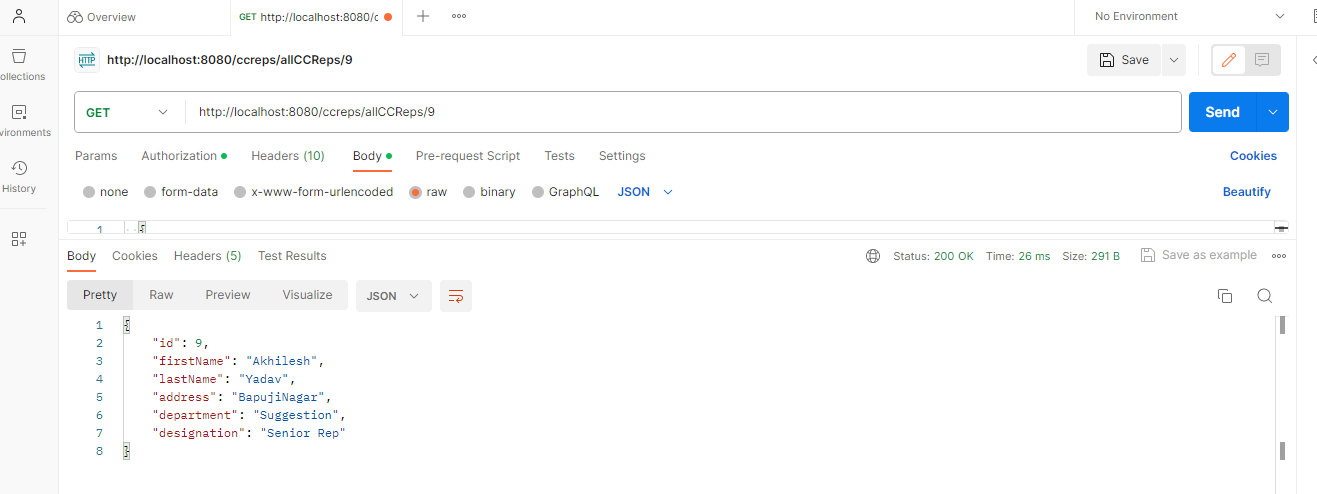 Overview
GET http://localhost:8080/c
No Environment
ollections
vironments
History
HTTP http://localhost:8080/ccreps/allCCReps/9
Save
GET http://localhost:8080/ccreps/allCCReps/9
Send
Params Authorization Headers (10) Body Pre-request Script Tests Settings Cookies
none form-data x-www-form-urlencoded raw binary GraphQL JSON Beautify
1 {
Body Cookies Headers (5) Test Results Status: 200 OK Time: 26 ms Size: 291 B Save as example
Pretty Raw Preview Visualize JSON
1 {
2 "id": 9,
3 "firstName": "Akhilesh",
4 "lastName": "Yadav",
5 "address": "BapujiNagar",
6 "department": "Suggestion",
7 "designation": "Senior Rep"
8 }